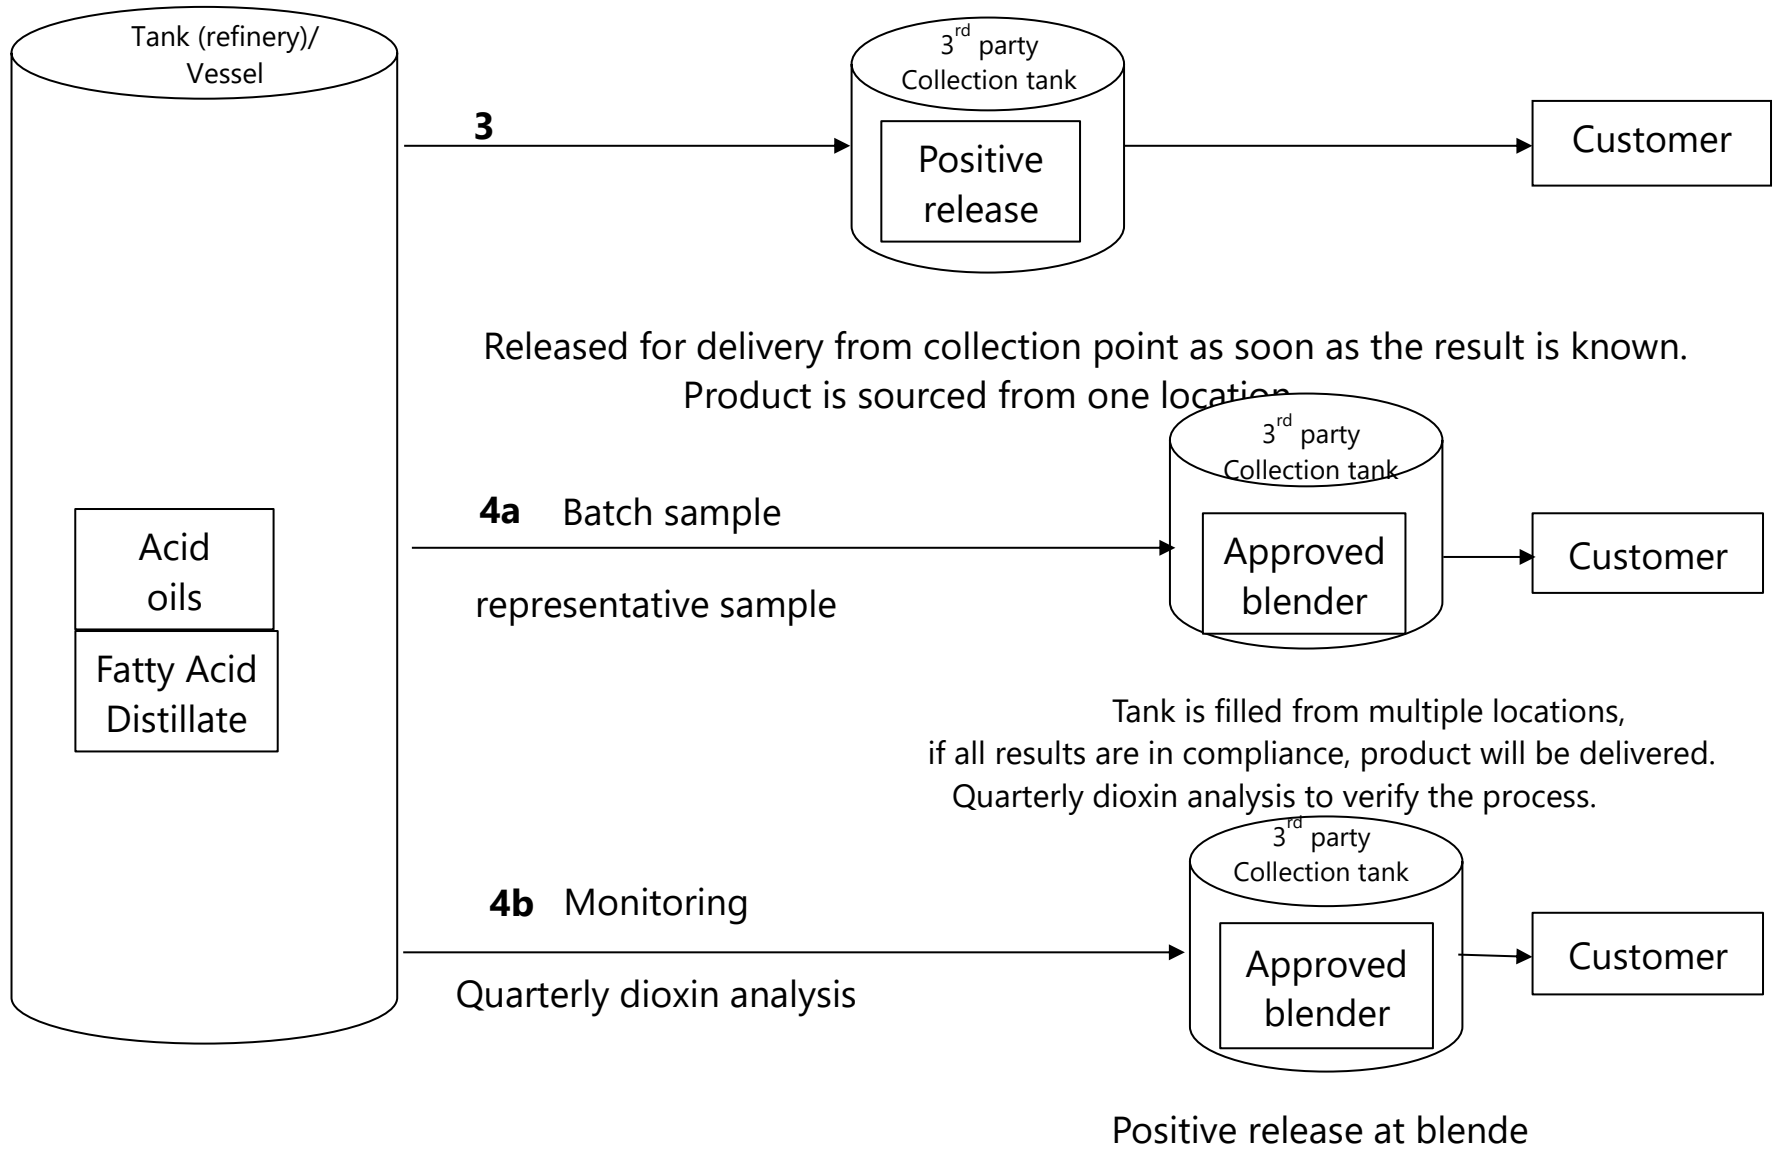 Tank (refinery)/
Vessel
3rd party
Collection tank
3
Positive
release
Customer
Released for delivery from collection point as soon as the result is known.
Product is sourced from one location
3rd party
Collection tank
4a Batch sample
representative sample
Approved
blender
Customer
Acid
oils
Fatty Acid
Distillate
Tank is filled from multiple locations,
if all results are in compliance, product will be delivered.
Quarterly dioxin analysis to verify the process.
3rd party
Collection tank
4b Monitoring
Quarterly dioxin analysis
Approved
blender
Customer
Positive release at blende